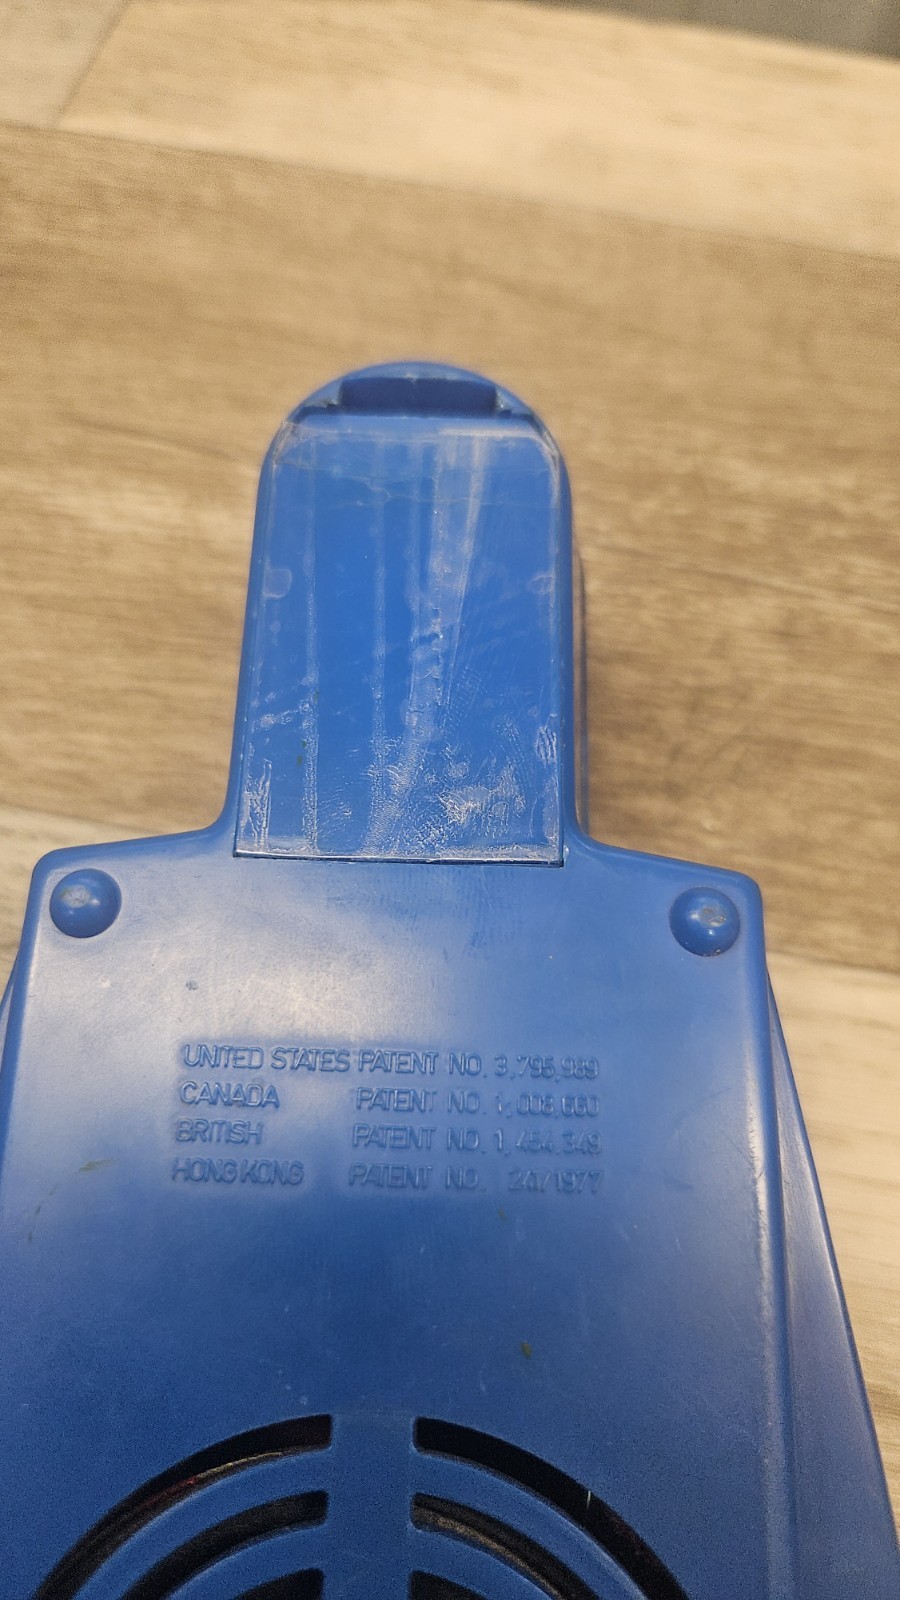 UNITED STATES PATENT NO. 3,795,989
CANADA PATENT NO. 1,008,660
BRITISH PATENT NO. 1,454,349
HONG KONG PATENT NO. 247/1977